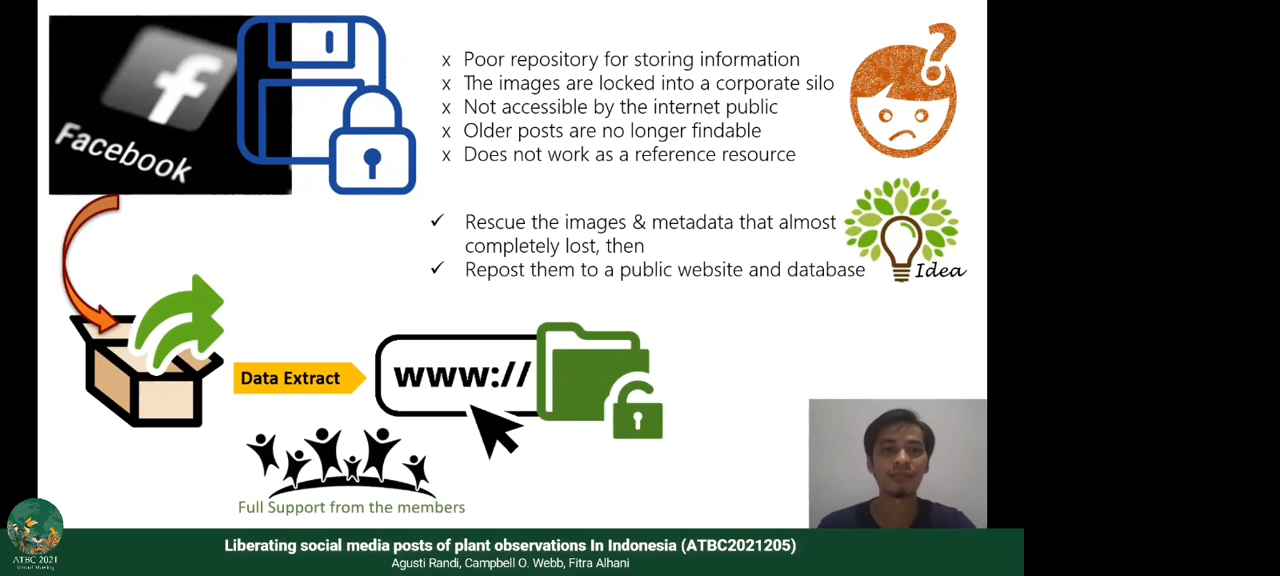 Facebook
x Poor repository for storing information
x The images are locked into a corporate silo
x Not accessible by the internet public
x Older posts are no longer findable
x Does not work as a reference resource
?
✓ Rescue the images & metadata that almost
completely lost, then
✓ Repost them to a public website and database
Idea
Data Extract
www://
Full Support from the members
ATBC 2021
Liberating social media posts of plant observations In Indonesia (ATBC2021205)
Agusti Randi, Campbell O. Webb, Fitra Alhani